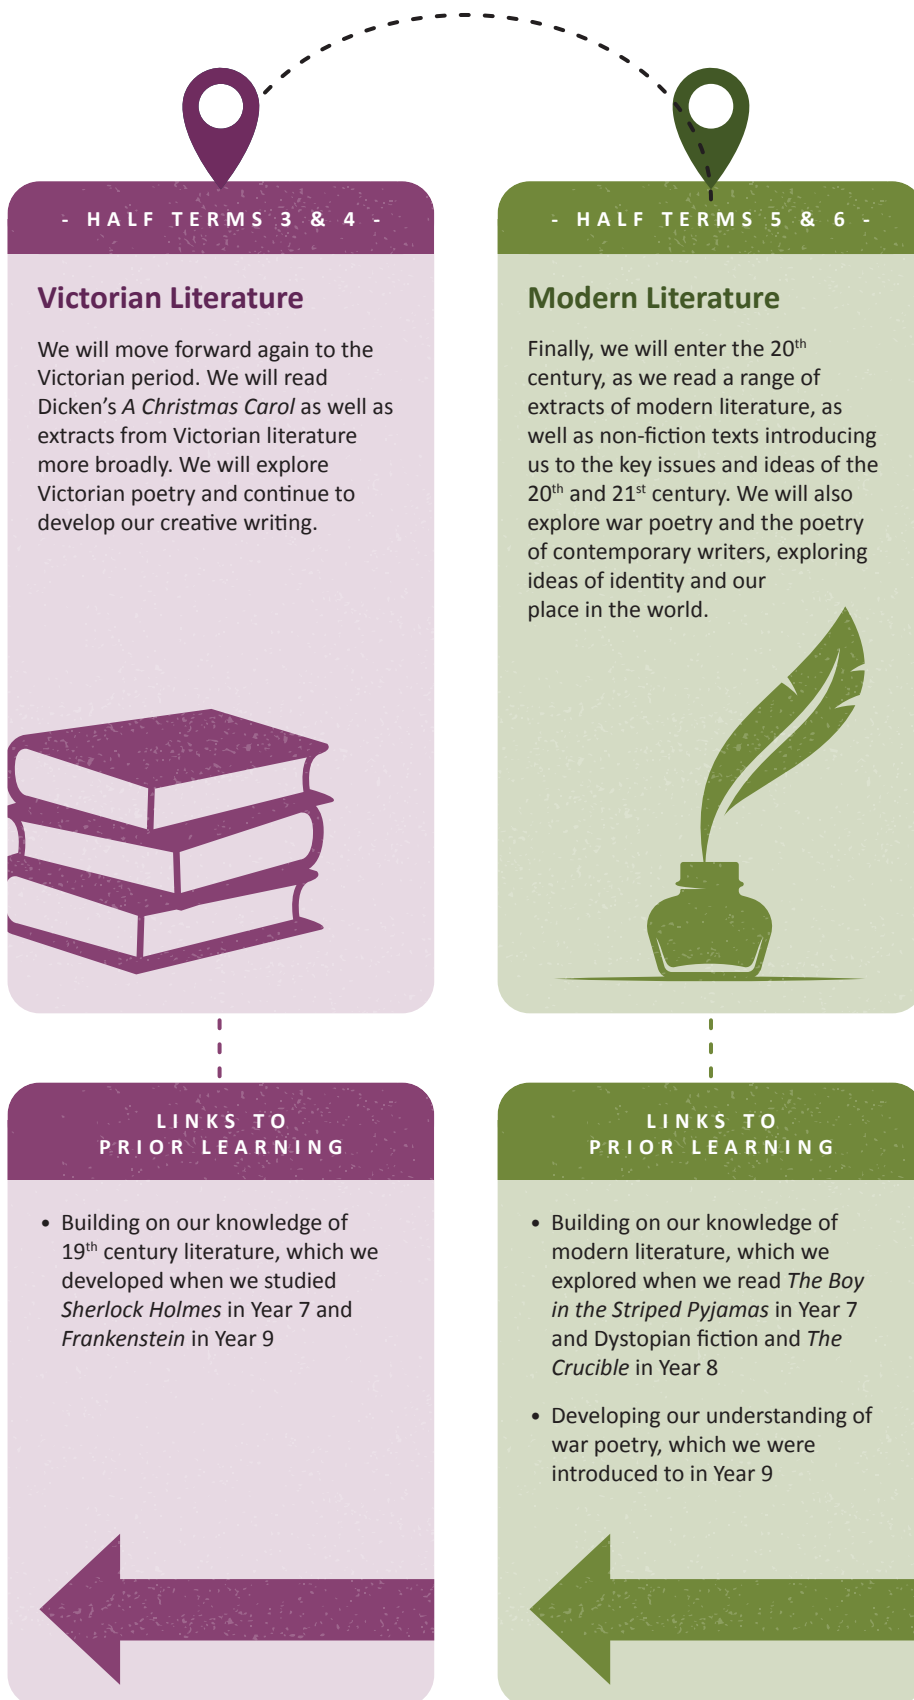 - HALF TERMS 3 & 4 -
Victorian Literature
We will move forward again to the
Victorian period. We will read
Dicken’s A Christmas Carol as well as
extracts from Victorian literature
more broadly. We will explore
Victorian poetry and continue to
develop our creative writing.
LINKS TO
PRIOR LEARNING
• Building on our knowledge of
19th century literature, which we
developed when we studied
Sherlock Holmes in Year 7 and
Frankenstein in Year 9
- HALF TERMS 5 & 6 -
Modern Literature
Finally, we will enter the 20th
century, as we read a range of
extracts of modern literature, as
well as non-fiction texts introducing
us to the key issues and ideas of the
20th and 21st century. We will also
explore war poetry and the poetry
of contemporary writers, exploring
ideas of identity and our
place in the world.
LINKS TO
PRIOR LEARNING
• Building on our knowledge of
modern literature, which we
explored when we read The Boy
in the Striped Pyjamas in Year 7
and Dystopian fiction and The
Crucible in Year 8
• Developing our understanding of
war poetry, which we were
introduced to in Year 9